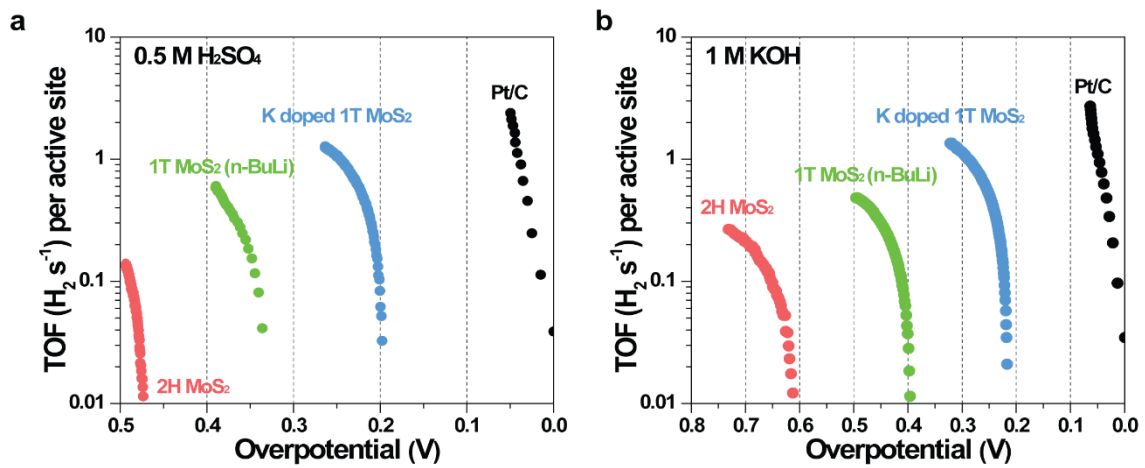 a
0.5 M H₂SO₄
Pt/C
K doped 1T MoS₂
1T MoS₂ (n-BuLi)
2H MoS₂
TOF (H₂ s⁻¹) per active site
10
1
0.1
0.01
0.5 0.4 0.3 0.2 0.1 0.0
Overpotential (V)
b
1 M KOH
Pt/C
K doped 1T MoS₂
1T MoS₂ (n-BuLi)
2H MoS₂
TOF (H₂ s⁻¹) per active site
10
1
0.1
0.01
0.8 0.7 0.6 0.5 0.4 0.3 0.2 0.1 0.0
Overpotential (V)